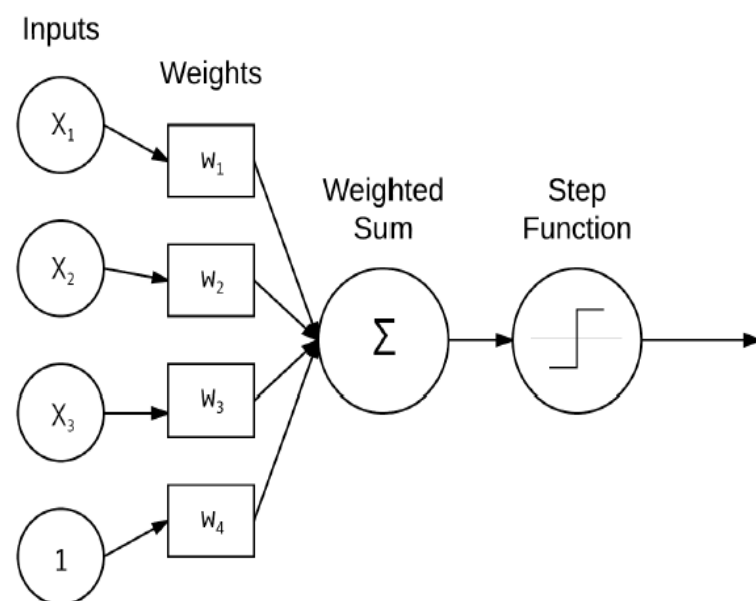 Inputs
Weights
X₁
w₁
Weighted
Sum
Step
Function
X₂
w₂
Σ
X₃
w₃
1
w₄